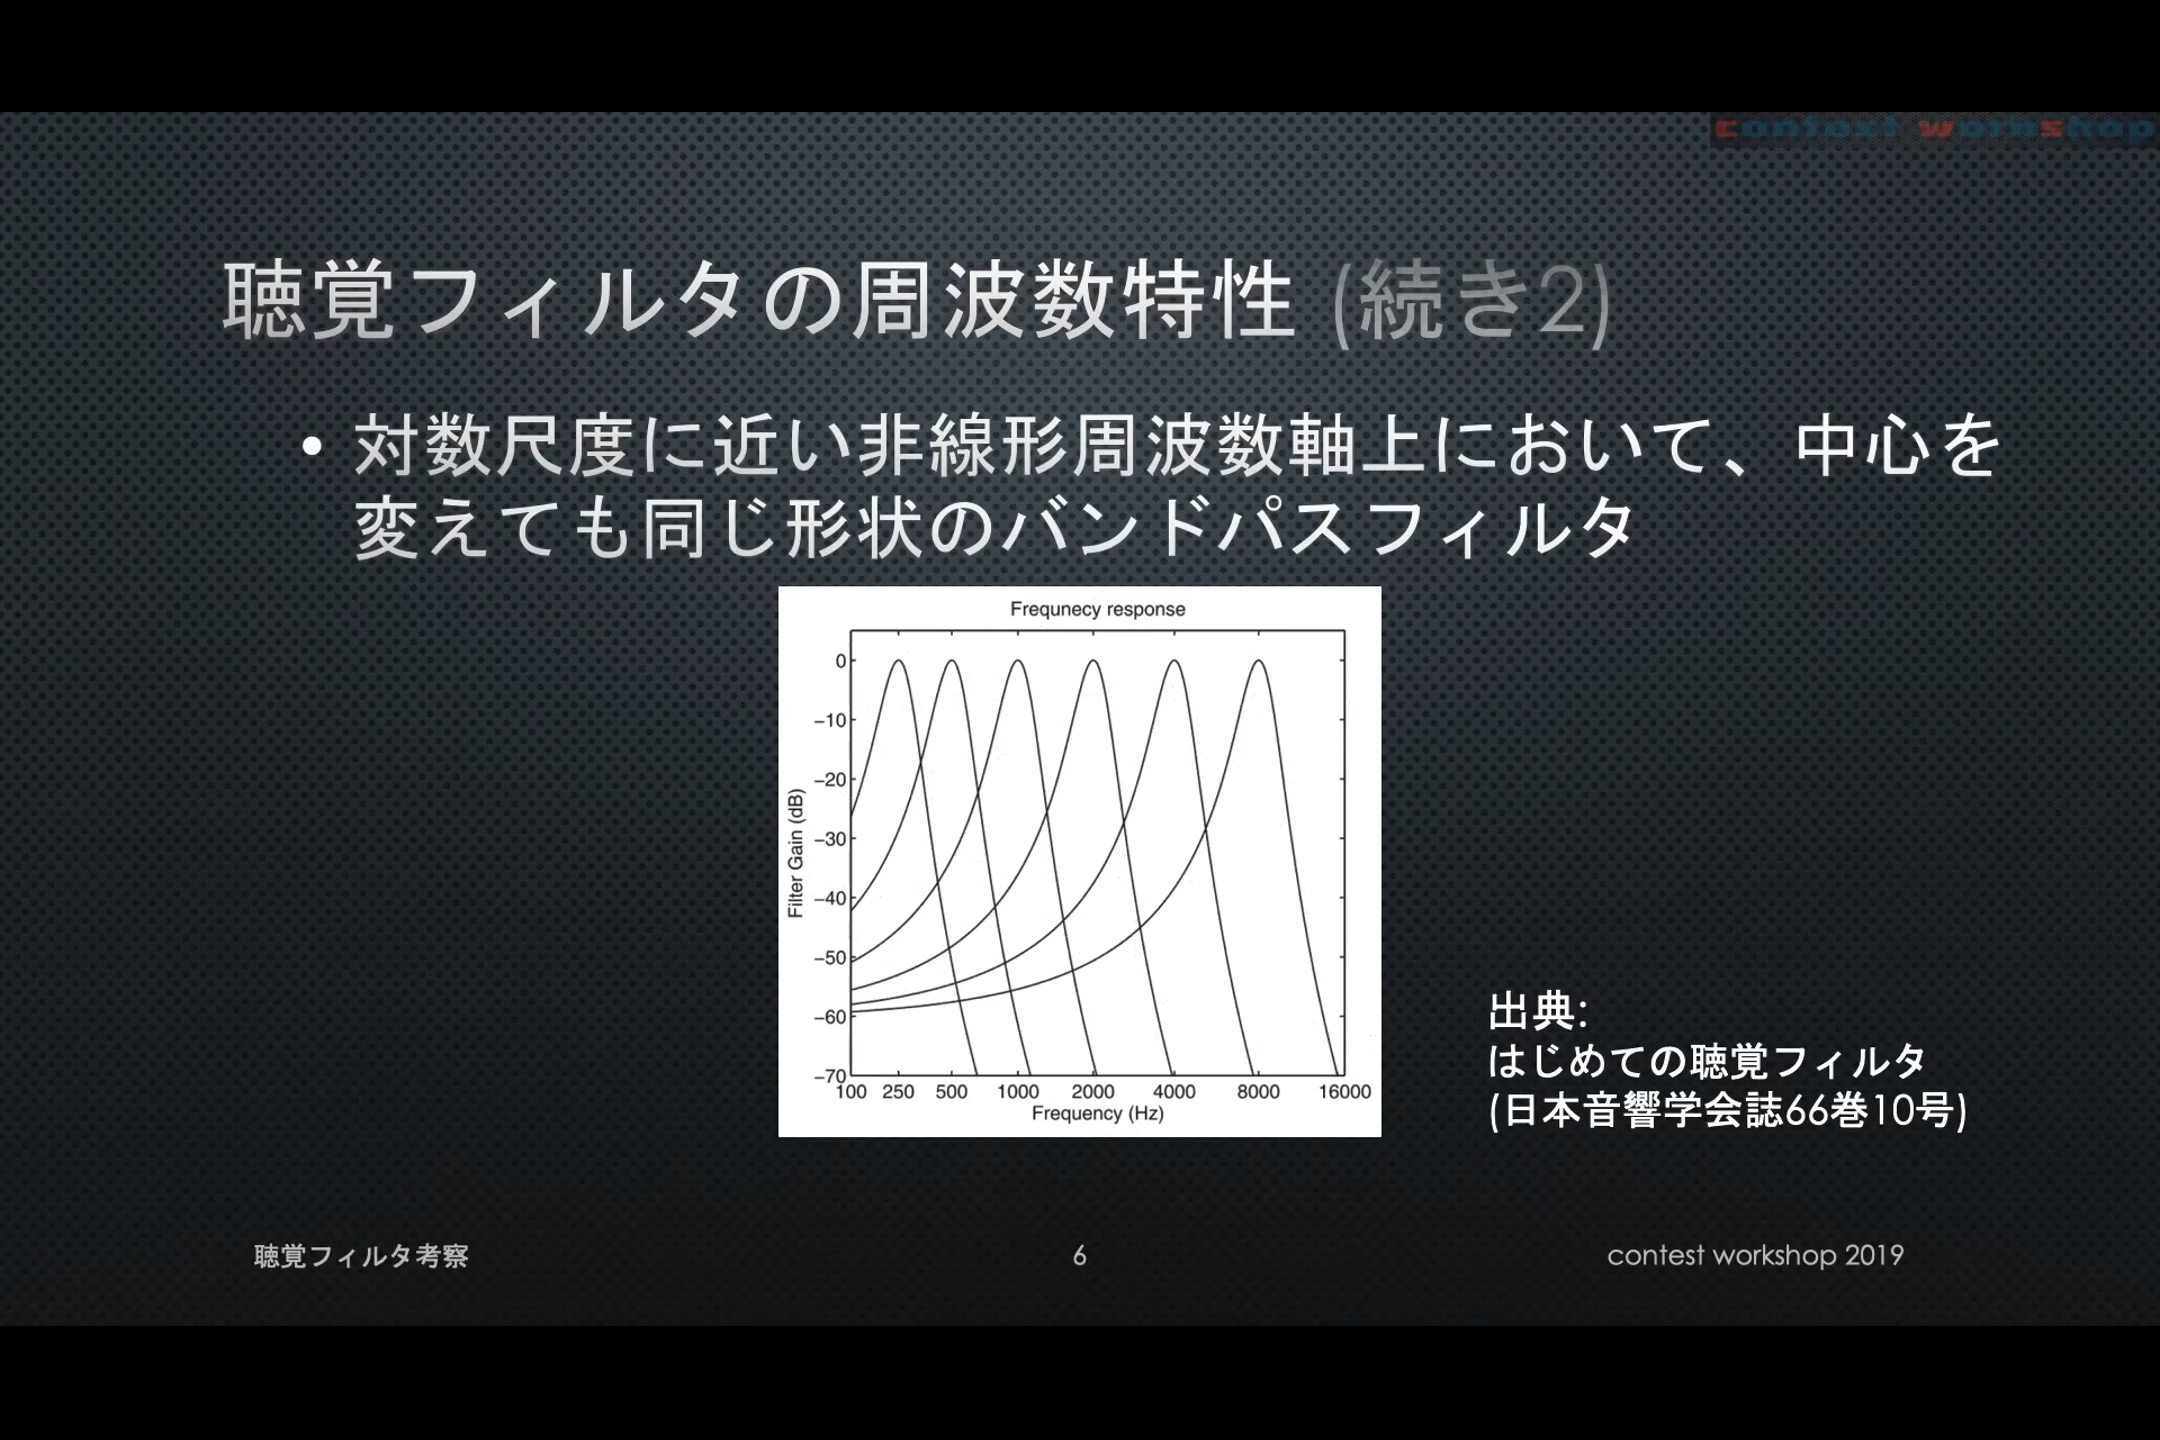 contest workshop
聴覚フィルタの周波数特性 (続き2)
• 対数尺度に近い非線形周波数軸上において、中心を
変えても同じ形状のバンドパスフィルタ
Frequnecy response
Filter Gain (dB)
0
−10
−20
−30
−40
−50
−60
−70
100 250 500 1000 2000 4000 8000 16000
Frequency (Hz)
出典:
はじめての聴覚フィルタ
(日本音響学会誌66巻10号)
聴覚フィルタ考察
6
contest workshop 2019